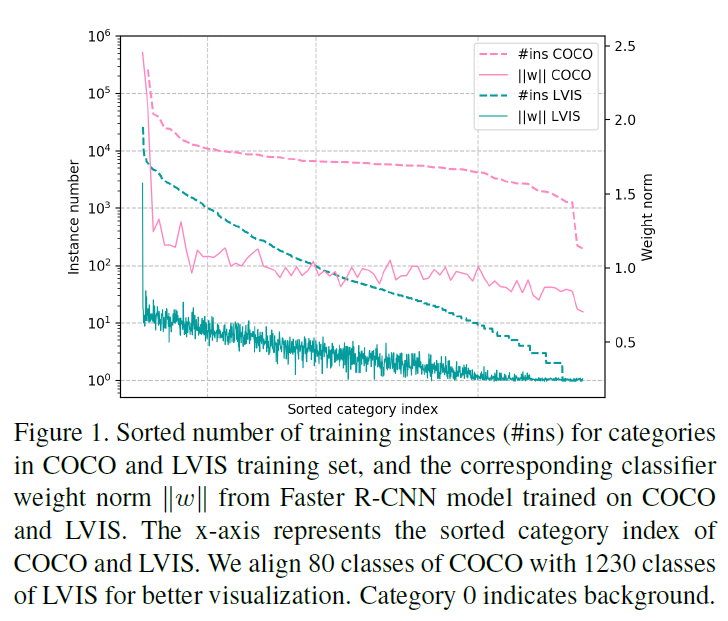 10^6
10^5
10^4
10^3
10^2
10^1
10^0
Instance number
2.5
2.0
1.5
1.0
0.5
Weight norm
#ins COCO
||w|| COCO
#ins LVIS
||w|| LVIS
Sorted category index
Figure 1. Sorted number of training instances (#ins) for categories
in COCO and LVIS training set, and the corresponding classifier
weight norm ||w|| from Faster R-CNN model trained on COCO
and LVIS. The x-axis represents the sorted category index of
COCO and LVIS. We align 80 classes of COCO with 1230 classes
of LVIS for better visualization. Category 0 indicates background.